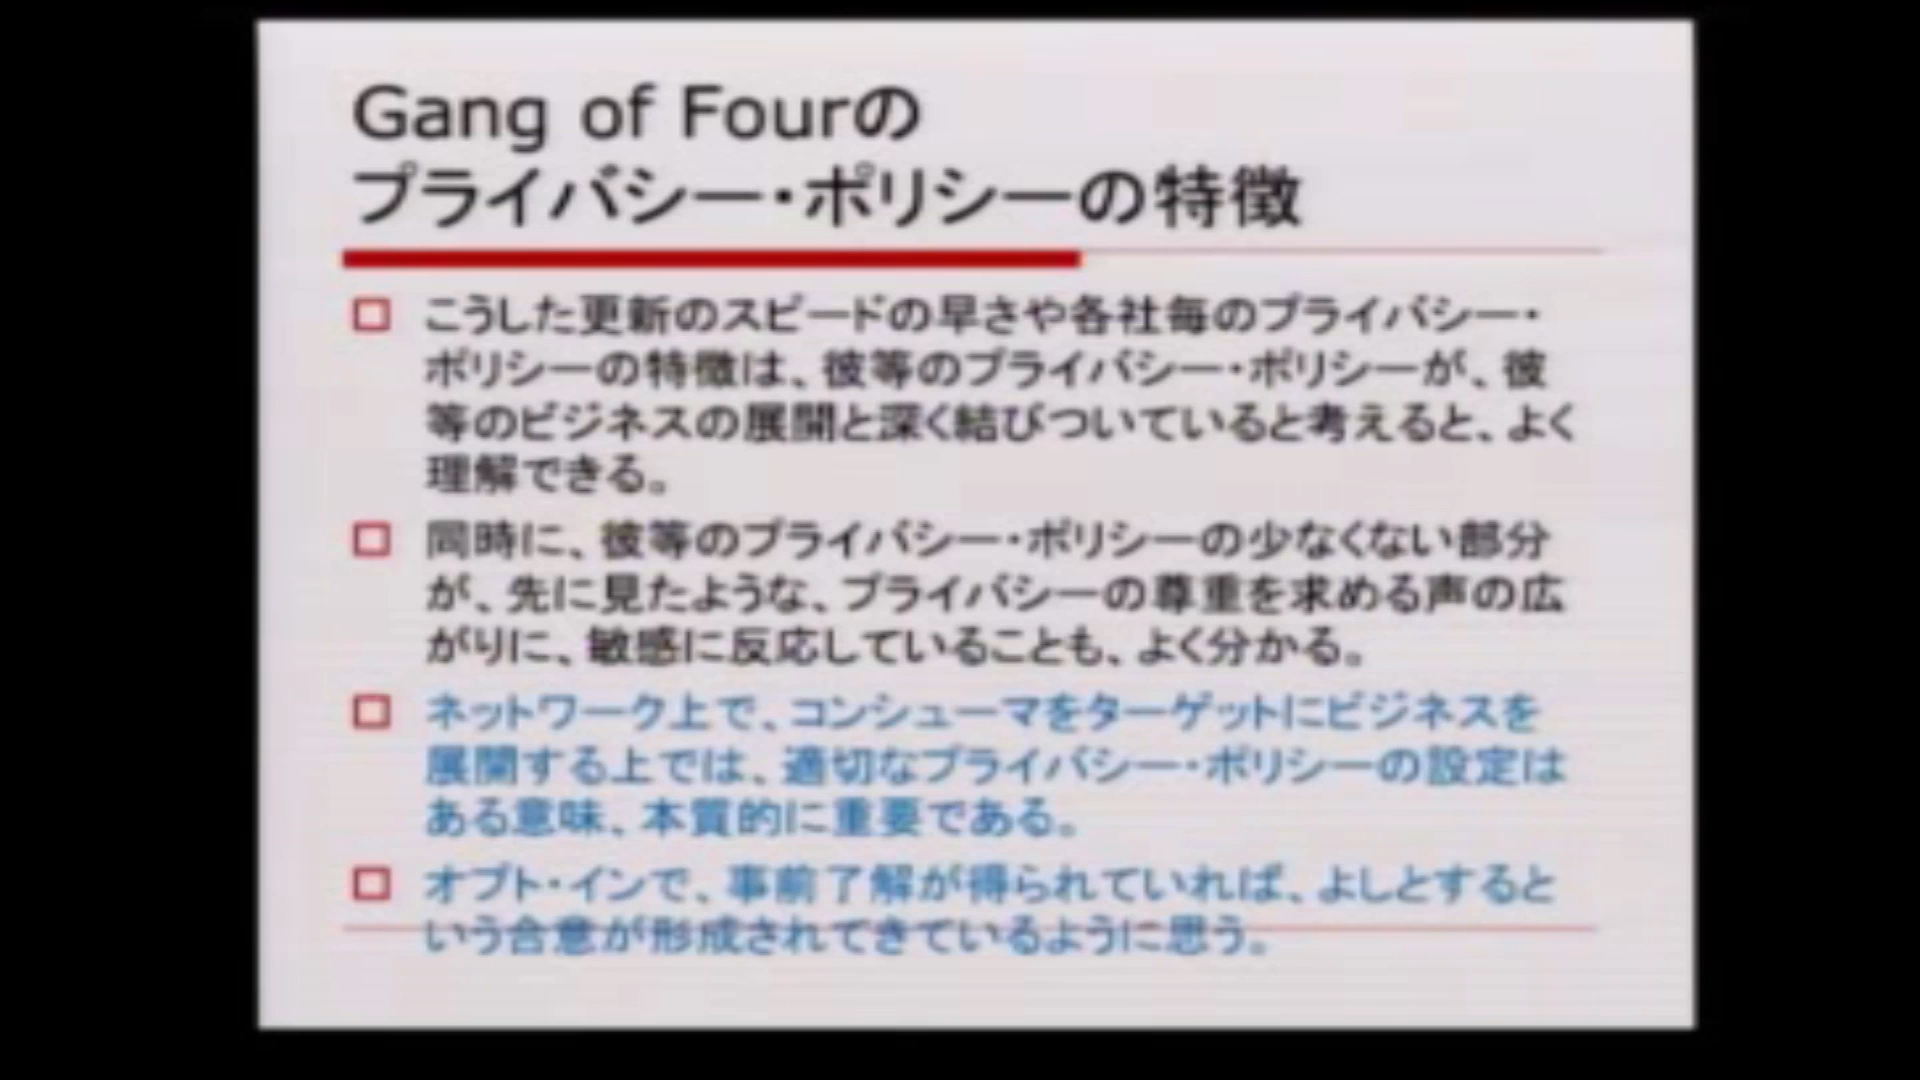 Gang of Fourの
プライバシー・ポリシーの特徴
こうした更新のスピードの早さや各社毎のプライバシー・
ポリシーの特徴は、彼等のプライバシー・ポリシーが、彼
等のビジネスの展開と深く結びついていると考えると、よく
理解できる。
同時に、彼等のプライバシー・ポリシーの少なくない部分
が、先に見たような、プライバシーの尊重を求める声の広
がりに、敏感に反応していることも、よく分かる。
ネットワーク上で、コンシューマをターゲットにビジネスを
展開する上では、適切なプライバシー・ポリシーの設定は
ある意味、本質的に重要である。
オプト・インで、事前了解が得られていれば、よしとすると
いう合意が形成されてきているように思う。